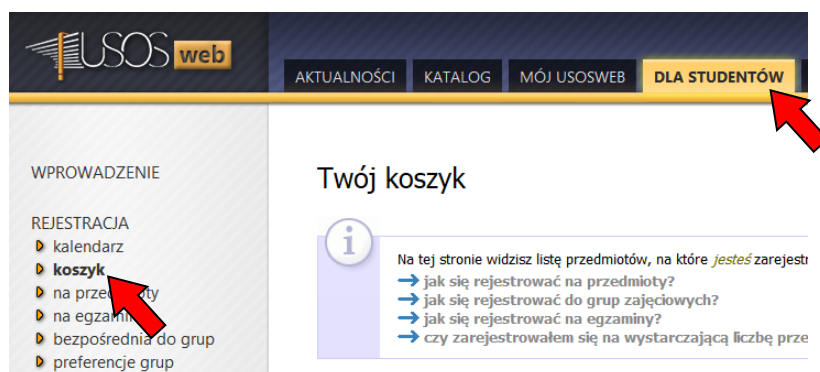 USOS web
AKTUALNOŚCI KATALOG MÓJ USOSWEB DLA STUDENTÓW
WPROWADZENIE
REJESTRACJA
kalendarz
koszyk
na
na
bezpośrednia do grup
preferencje grup
Twój koszyk
i
Na tej stronie widzisz listę przedmiotów, na które jesteś zarejestr
jak się rejestrować na przedmioty?
jak się rejestrować do grup zajęciowych?
jak się rejestrować na egzaminy?
czy zarejestrowałem się na wystarczającą liczbę prze